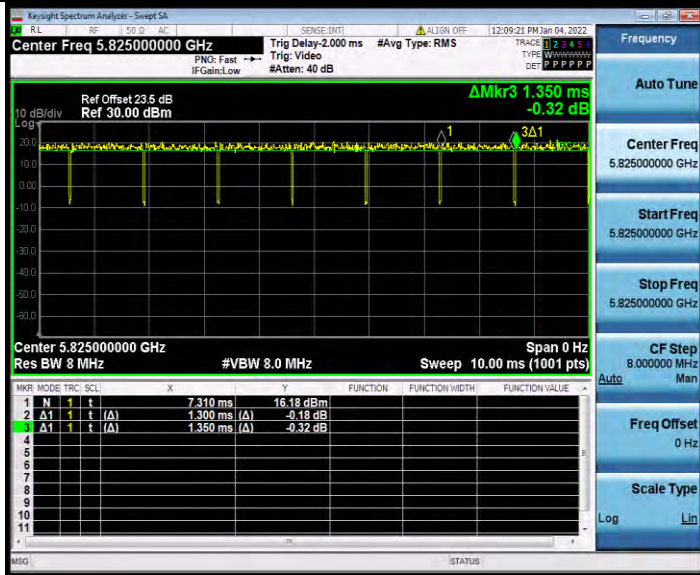 Keysight Spectrum Analyzer - Swept SA
RL RF 50 Ω AC SENSE:INT ALIGN OFF 12:09:21 PM Jan 04, 2022
Center Freq 5.825000000 GHz
PNO: Fast
IFGain:Low
Trig Delay-2.000 ms
Trig: Video
#Atten: 40 dB
#Avg Type: RMS
TRACE 1 2 3 4 5 6
TYPE
DET P P P P P P
ΔMkr3 1.350 ms
-0.32 dB
Ref Offset 23.5 dB
10 dB/div Ref 30.00 dBm
Log
1 3Δ1
20.0
10.0
0.00
-10.0
-20.0
-30.0
-40.0
-50.0
-60.0
Center 5.825000000 GHz Span 0 Hz
Res BW 8 MHz #VBW 8.0 MHz Sweep 10.00 ms (1001 pts)
MKR MODE TRC SCL X Y FUNCTION FUNCTION WIDTH FUNCTION VALUE
1 N 1 t 7.310 ms 16.18 dBm
2 Δ1 1 t (Δ) 1.300 ms (Δ) -0.18 dB
3 Δ1 1 t (Δ) 1.350 ms (Δ) -0.32 dB
4
5
6
7
8
9
10
11
MSG STATUS
Frequency
Auto Tune
Center Freq
5.825000000 GHz
Start Freq
5.825000000 GHz
Stop Freq
5.825000000 GHz
CF Step
8.000000 MHz
Auto Man
Freq Offset
0 Hz
Scale Type
Log Lin